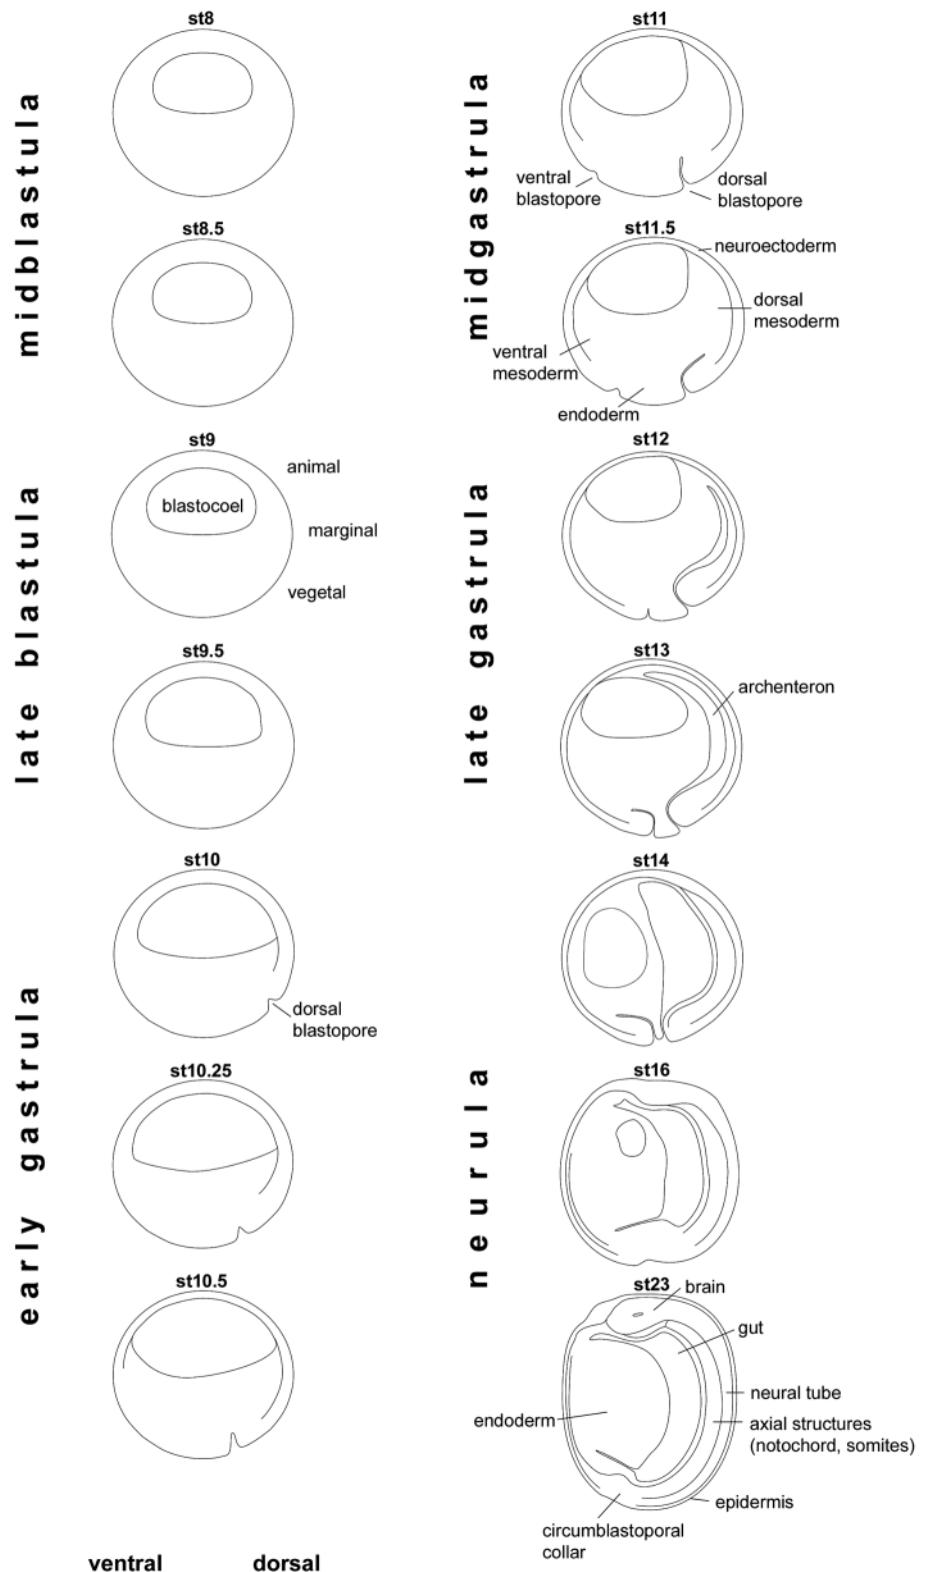 midblastula
st8
st8.5
late blastula
st9
animal
blastocoel
marginal
vegetal
st9.5
early gastrula
st10
dorsal
blastopore
st10.25
st10.5
ventral dorsal
midgastrula
st11
ventral
blastopore
dorsal
blastopore
st11.5
neuroectoderm
dorsal
mesoderm
ventral
mesoderm
endoderm
late gastrula
st12
st13
archenteron
st14
neurula
st16
st23
brain
gut
neural tube
endoderm
axial structures
(notochord, somites)
epidermis
circumblastoporal
collar